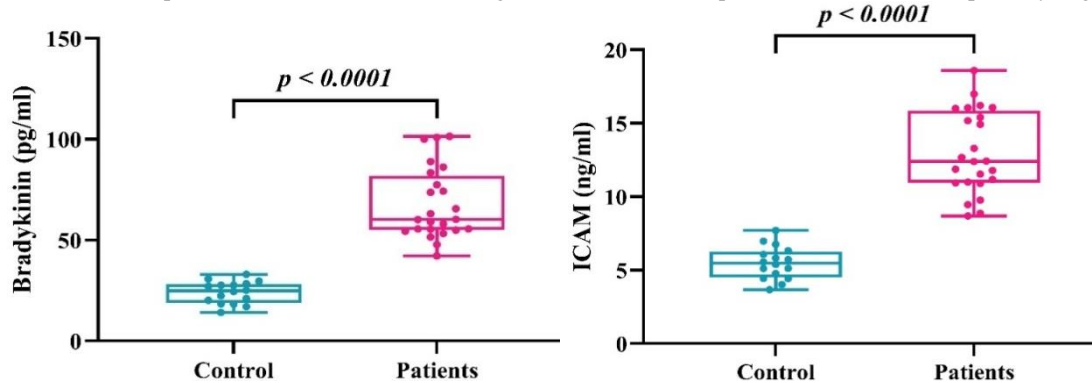 p < 0.0001
150
100
50
0
Bradykinin (pg/ml)
Control
Patients
p < 0.0001
20
15
10
5
0
ICAM (ng/ml)
Control
Patients